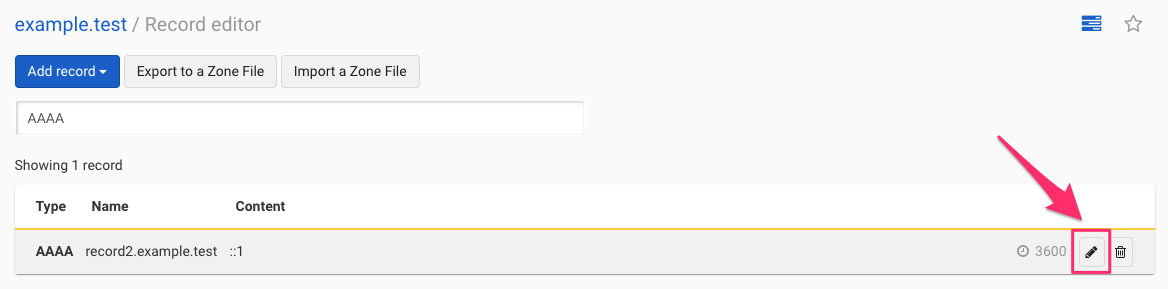 example.test / Record editor
Add record Export to a Zone File Import a Zone File
AAAA
Showing 1 record
Type Name Content
AAAA record2.example.test ::1 3600